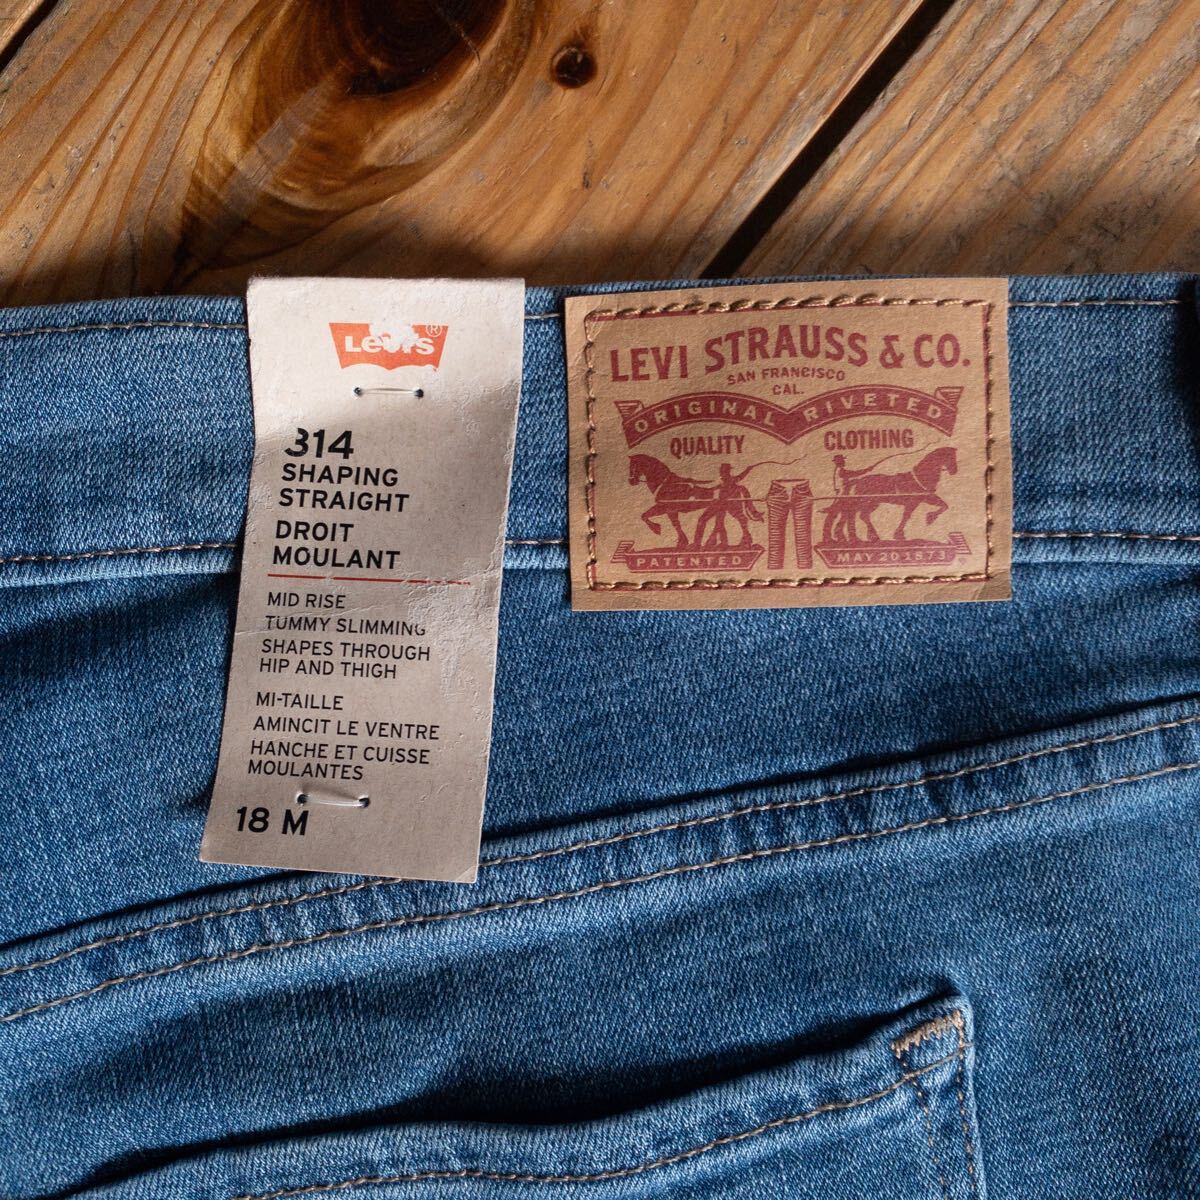 Levi's®
314
SHAPING
STRAIGHT
DROIT
MOULANT
MID RISE
TUMMY SLIMMING
SHAPES THROUGH
HIP AND THIGH
MI-TAILLE
AMINCIT LE VENTRE
HANCHE ET CUISSE
MOULANTES
18 M
LEVI STRAUSS & CO.
SAN FRANCISCO
CAL.
ORIGINAL RIVETED
QUALITY CLOTHING
PATENTED MAY 20 1873